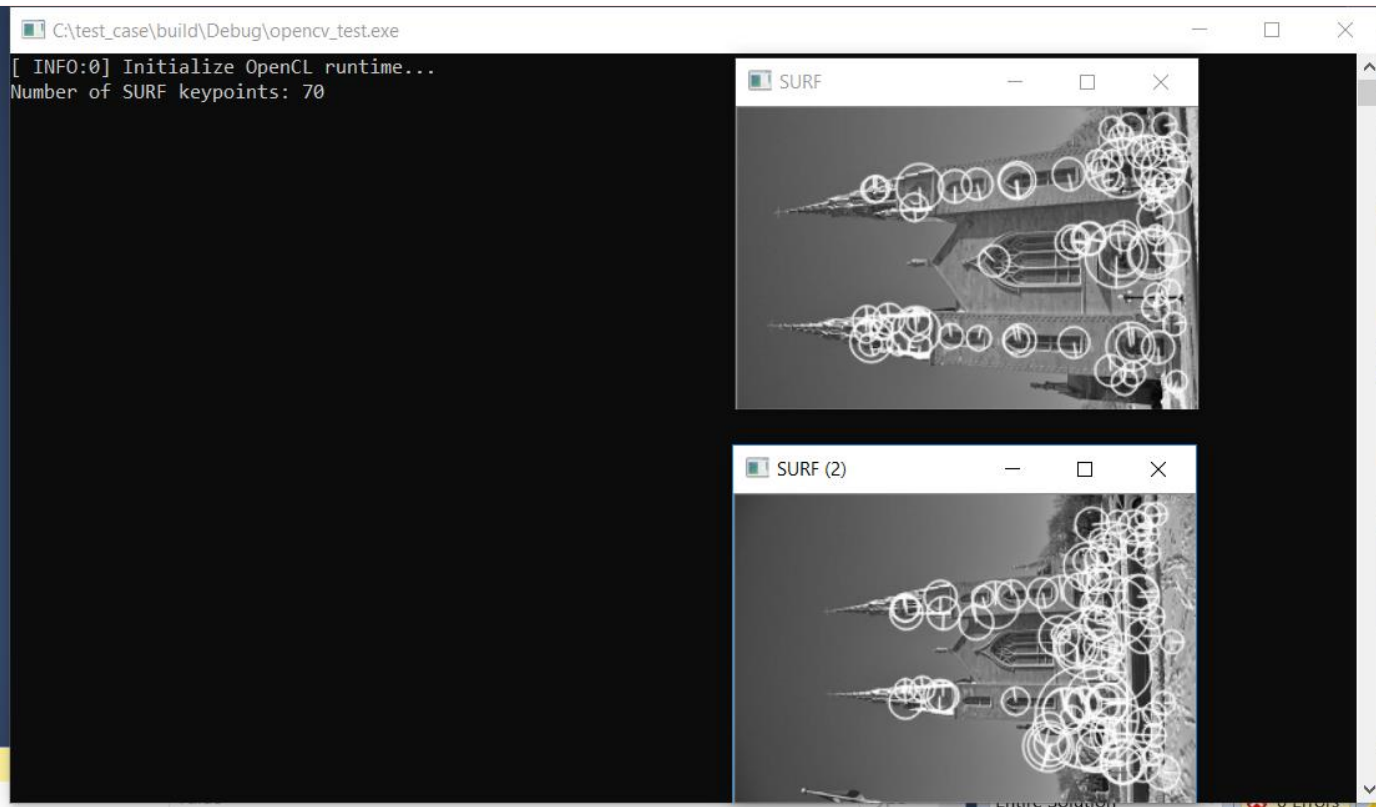 C:\test_case\build\Debug\opencv_test.exe
[ INFO:0] Initialize OpenCL runtime...
Number of SURF keypoints: 70
SURF
SURF (2)